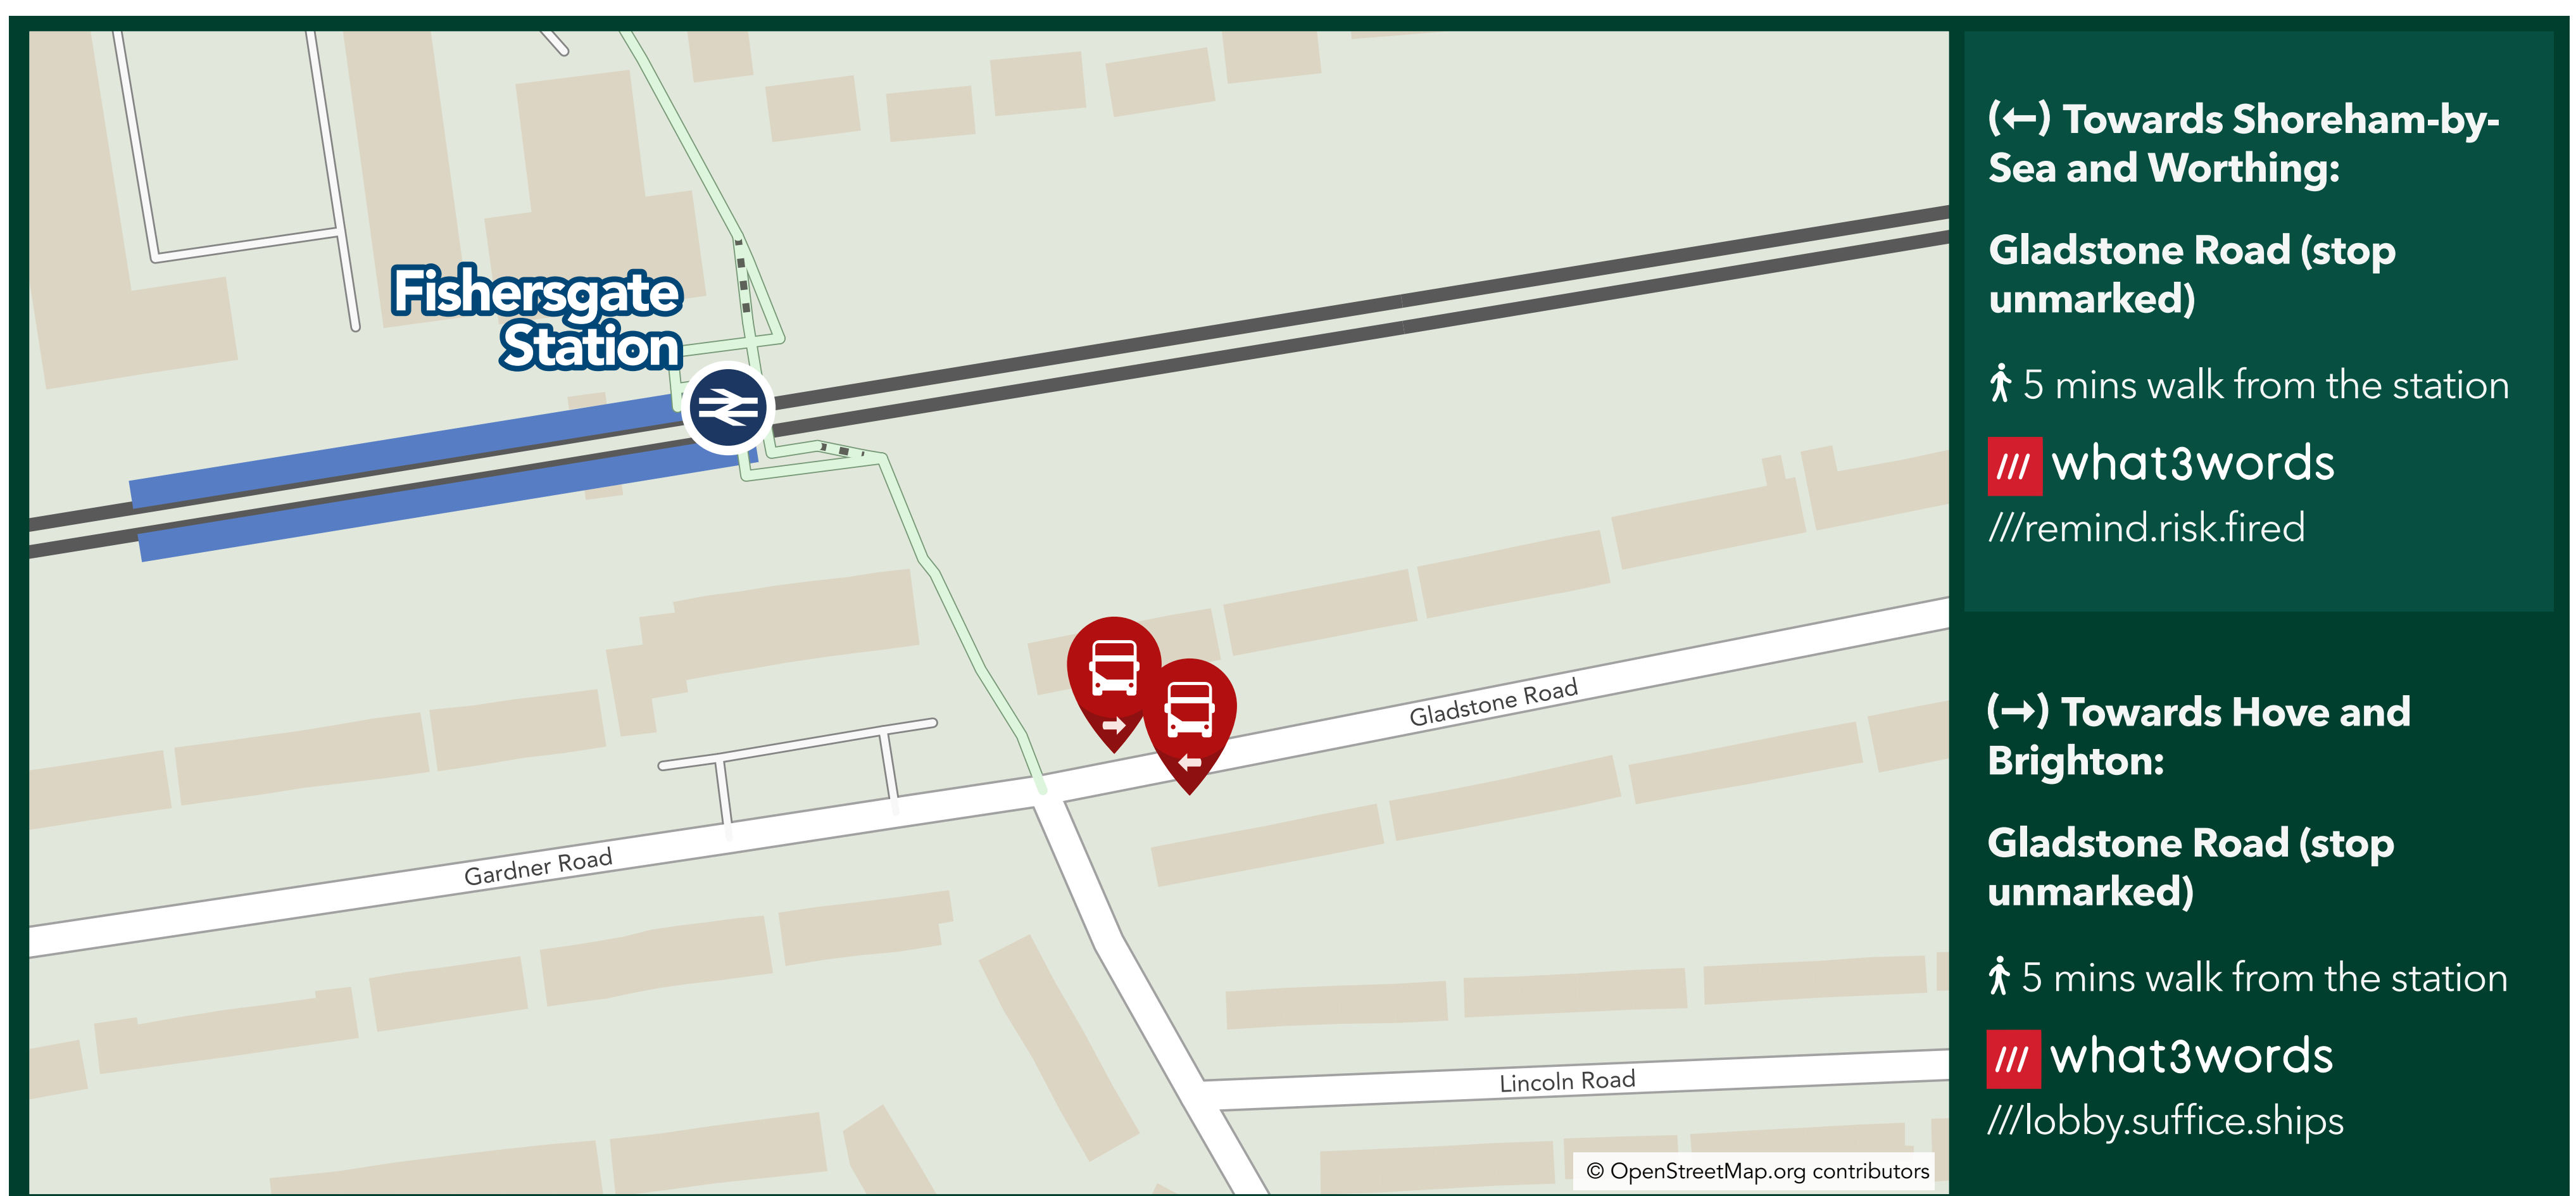 Fishersgate
Station
Gladstone Road
Gardner Road
Lincoln Road
© OpenStreetMap.org contributors
(←) Towards Shoreham-by-
Sea and Worthing:
Gladstone Road (stop
unmarked)
5 mins walk from the station
what3words
///remind.risk.fired
(→) Towards Hove and
Brighton:
Gladstone Road (stop
unmarked)
5 mins walk from the station
what3words
///lobby.suffice.ships